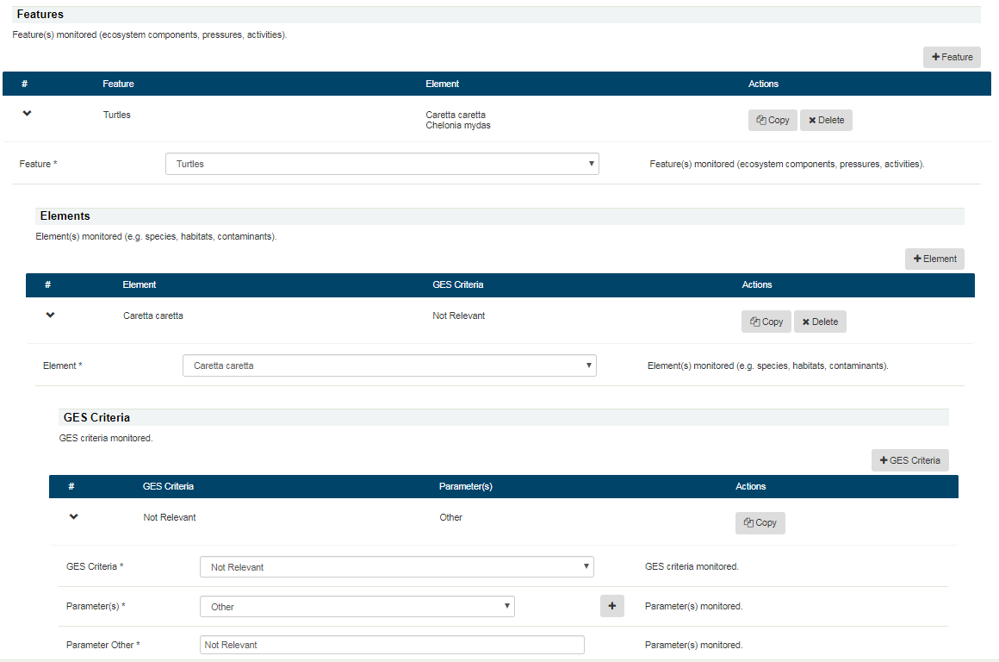 Features
Feature(s) monitored (ecosystem components, pressures, activities).
Feature
# Feature Element Actions
Turtles Caretta caretta Copy Delete
Chelonia mydas
Feature * Turtles Feature(s) monitored (ecosystem components, pressures, activities).
Elements
Element(s) monitored (e.g. species, habitats, contaminants).
Element
# Element GES Criteria Actions
Caretta caretta Not Relevant Copy Delete
Element * Caretta caretta Element(s) monitored (e.g. species, habitats, contaminants).
GES Criteria
GES criteria monitored.
GES Criteria
# GES Criteria Parameter(s) Actions
Not Relevant Other Copy
GES Criteria * Not Relevant GES criteria monitored.
Parameter(s) * Other Parameter(s) monitored.
Parameter Other * Not Relevant Parameter(s) monitored.